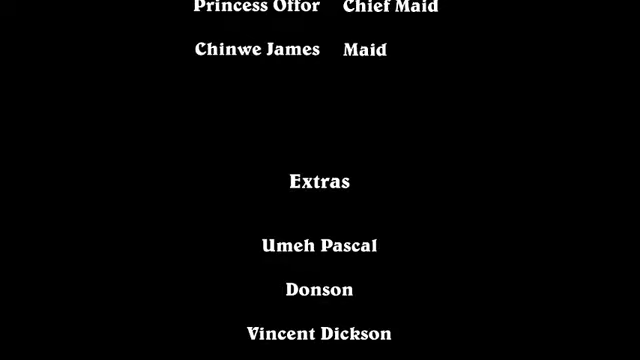 Princess Offor Chief Maid
Chinwe James Maid
Extras
Umeh Pascal
Donson
Vincent Dickson